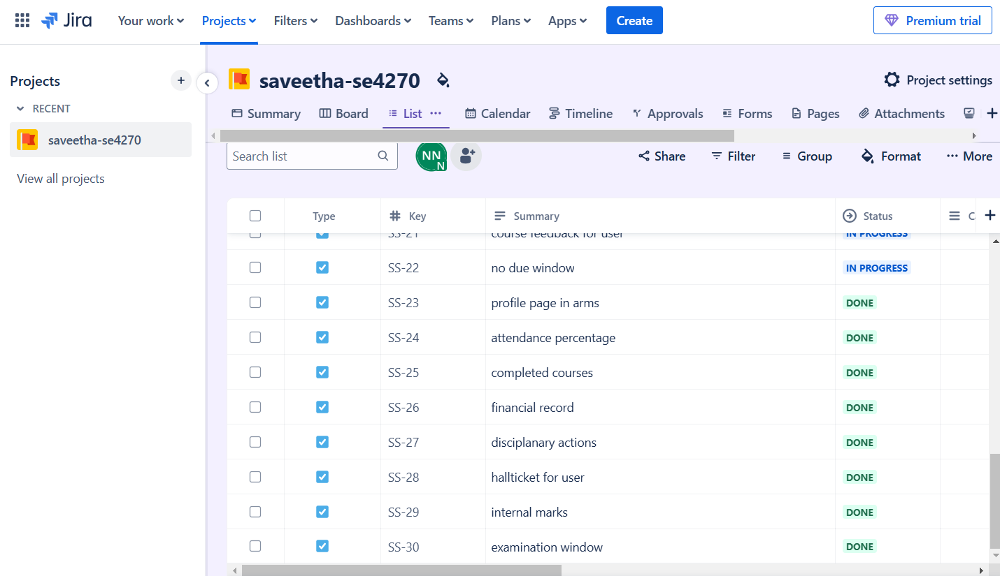 Jira Your work Projects Filters Dashboards Teams Plans Apps Create Premium trial
Projects
RECENT
saveetha-se4270
View all projects
saveetha-se4270 Project settings
Summary Board List Calendar Timeline Approvals Forms Pages Attachments
Search list NN N Share Filter Group Format More
Type Key Summary Status C
SS-21 course feedback for user IN PROGRESS
SS-22 no due window IN PROGRESS
SS-23 profile page in arms DONE
SS-24 attendance percentage DONE
SS-25 completed courses DONE
SS-26 financial record DONE
SS-27 disciplanary actions DONE
SS-28 hallticket for user DONE
SS-29 internal marks DONE
SS-30 examination window DONE